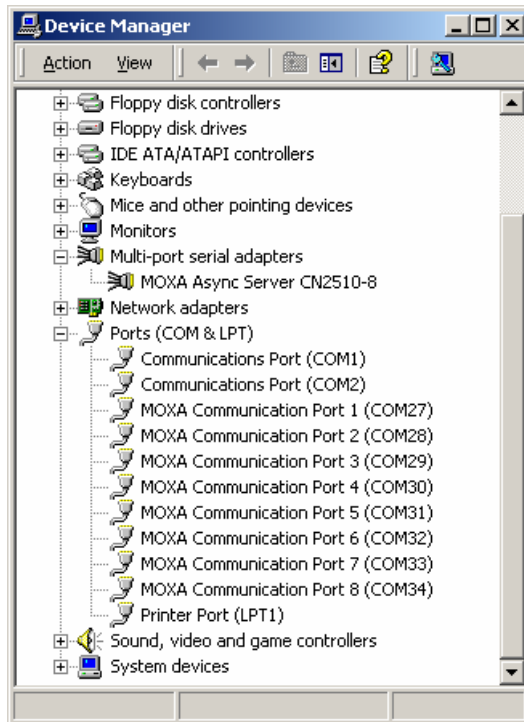 Device Manager
Action View
Floppy disk controllers
Floppy disk drives
IDE ATA/ATAPI controllers
Keyboards
Mice and other pointing devices
Monitors
Multi-port serial adapters
MOXA Async Server CN2510-8
Network adapters
Ports (COM & LPT)
Communications Port (COM1)
Communications Port (COM2)
MOXA Communication Port 1 (COM27)
MOXA Communication Port 2 (COM28)
MOXA Communication Port 3 (COM29)
MOXA Communication Port 4 (COM30)
MOXA Communication Port 5 (COM31)
MOXA Communication Port 6 (COM32)
MOXA Communication Port 7 (COM33)
MOXA Communication Port 8 (COM34)
Printer Port (LPT1)
Sound, video and game controllers
System devices